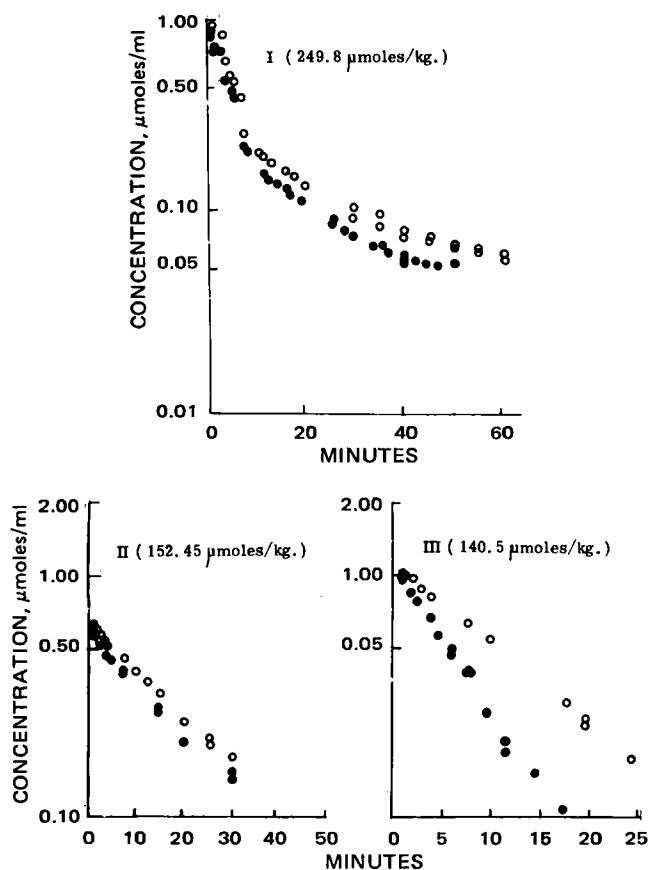 CONCENTRATION, μmoles/ml
1.00
0.50
0.10
0.05
0.01
I (249.8 μmoles/kg.)
0 20 40 60
MINUTES
CONCENTRATION, μmoles/ml
2.00
1.00
0.50
0.10
II (152.45 μmoles/kg.)
0 10 20 30 40 50
2.00
1.00
0.05
III (140.5 μmoles/kg.)
0 5 10 15 20 25
MINUTES